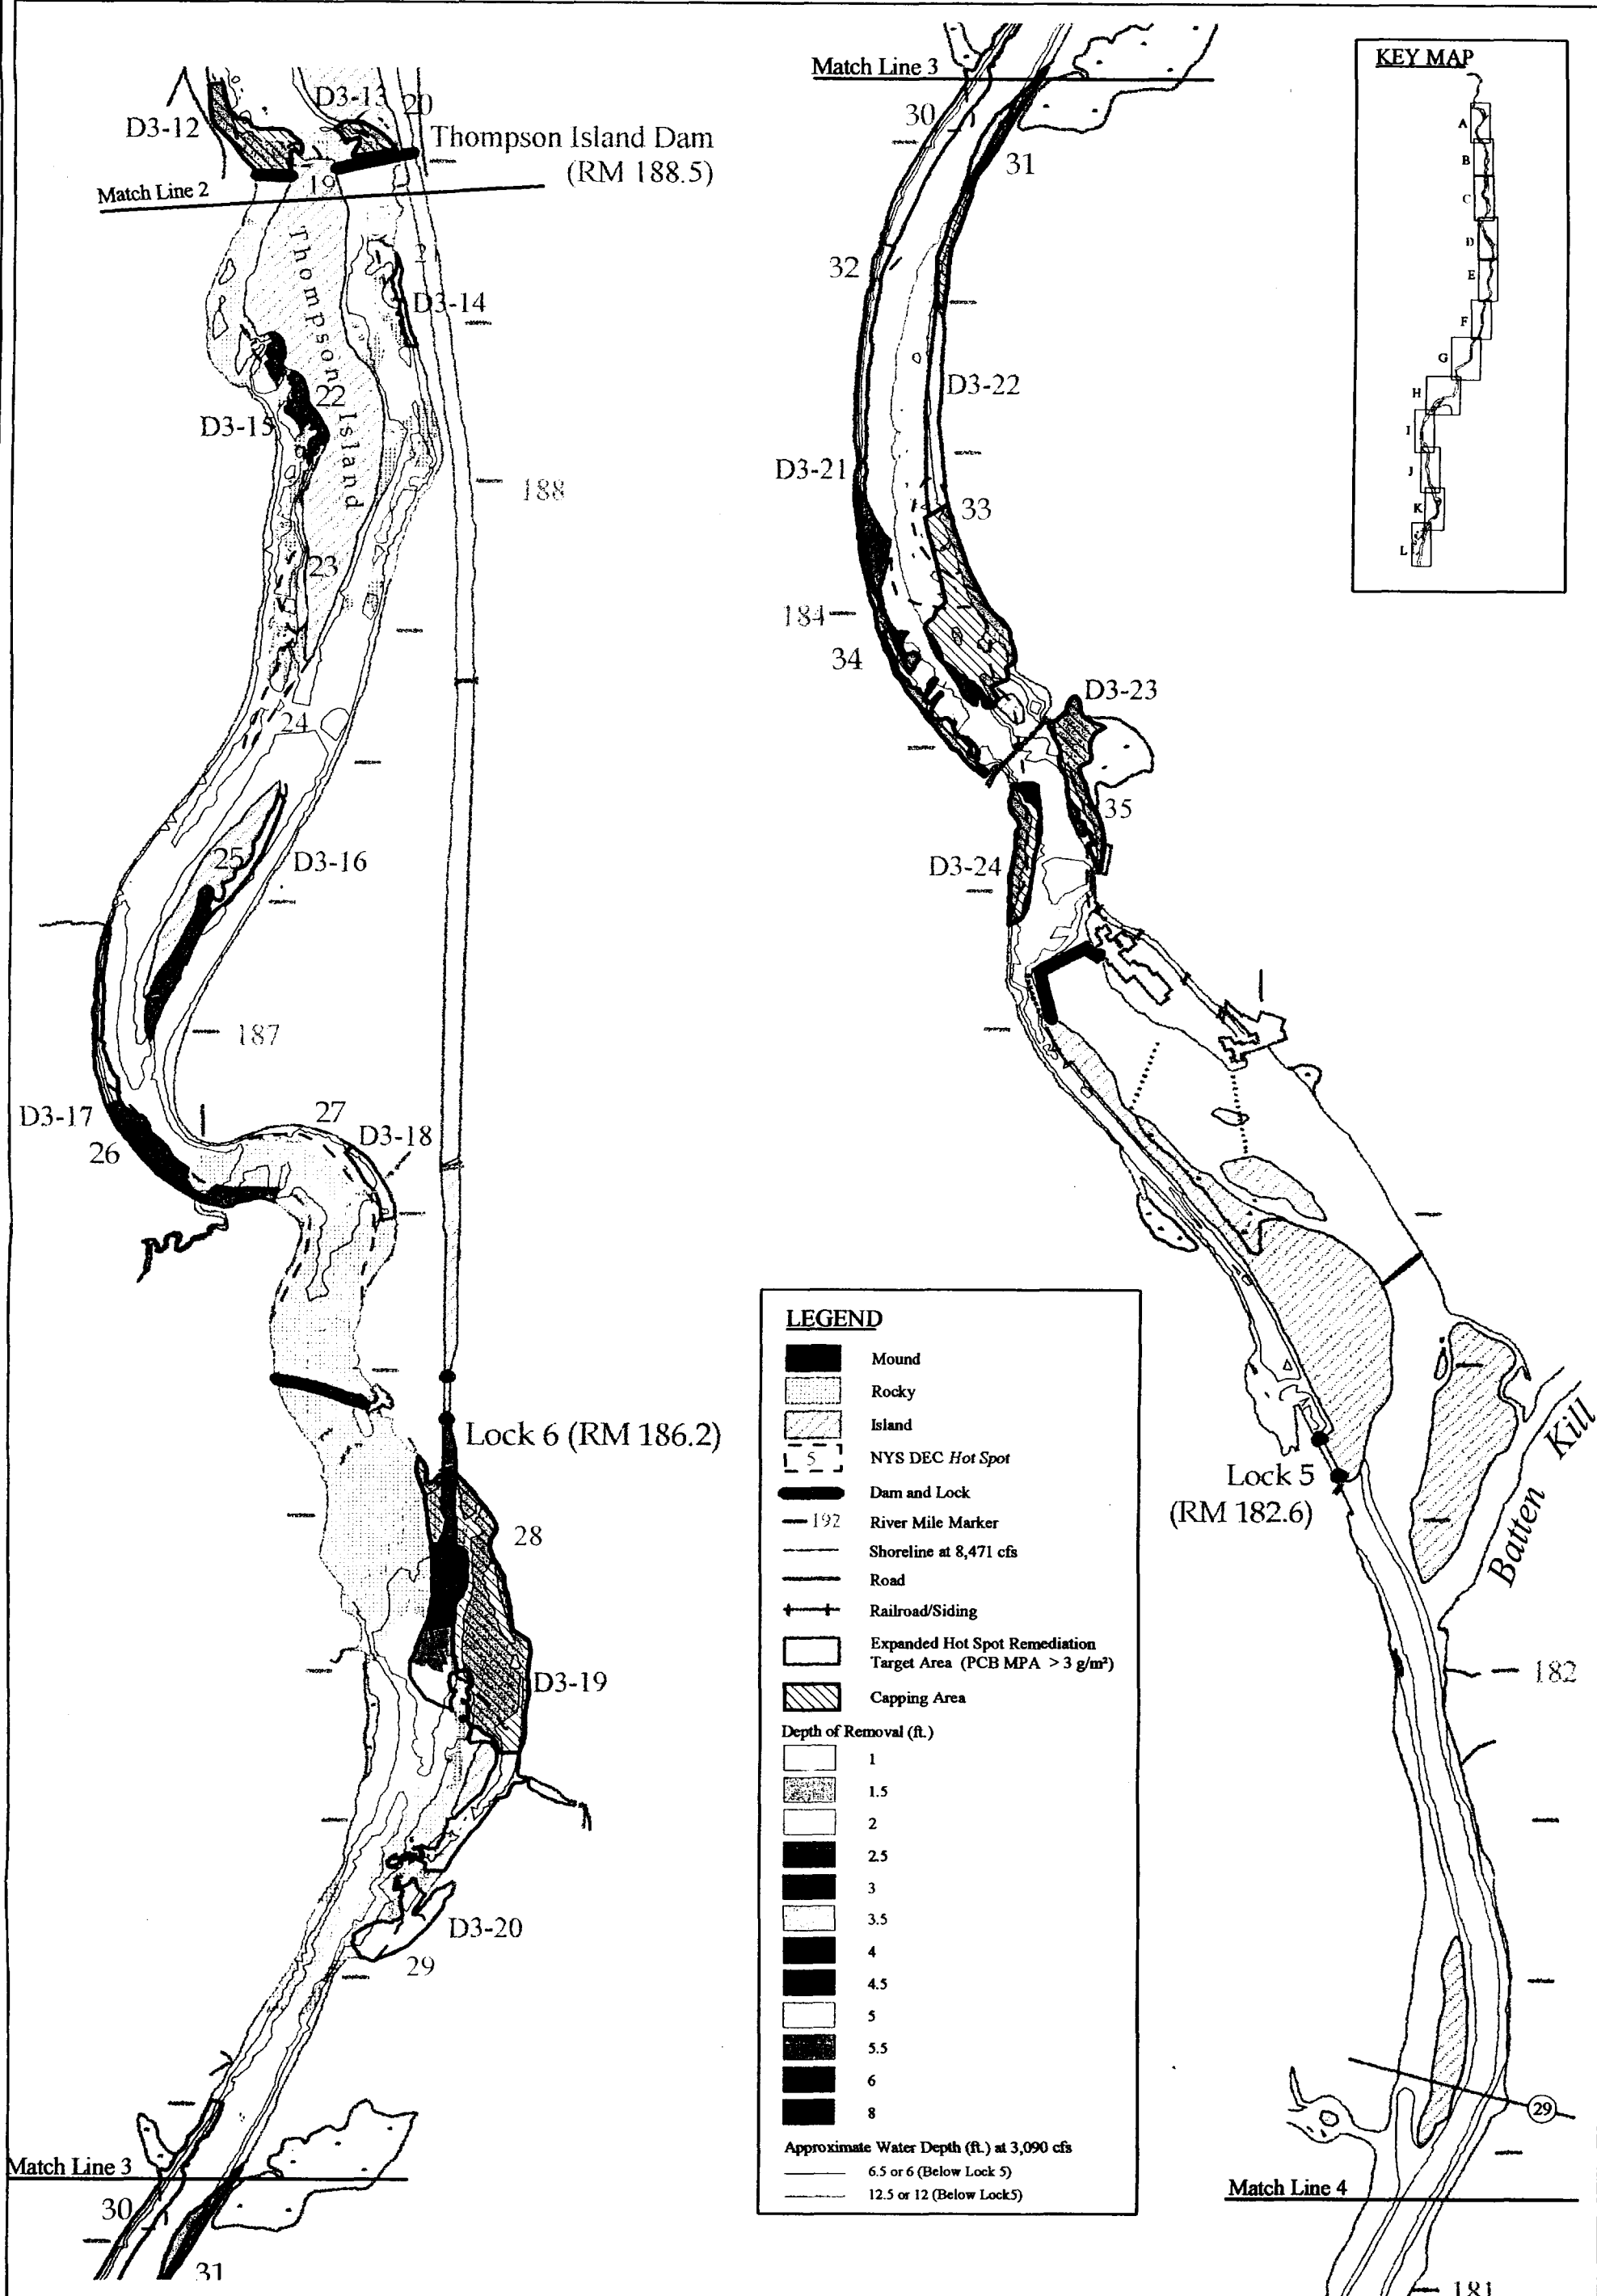 D3-12
D3-13
20
Thompson Island Dam
(RM 188.5)
19
Match Line 2
Thompson Island
21
D3-14
22
D3-15
188
23
24
25
D3-16
187
D3-17
26
27
D3-18
Lock 6 (RM 186.2)
28
D3-19
D3-20
29
Match Line 3
30
31
Match Line 3
30
31
32
D3-22
D3-21
33
184
34
D3-23
35
D3-24
Lock 5
(RM 182.6)
Batten Kill
182
29
Match Line 4
181
KEY MAP
A
B
C
D
E
F
G
H
I
J
K
L
LEGEND
Mound
Rocky
Island
5 NYS DEC Hot Spot
Dam and Lock
192 River Mile Marker
Shoreline at 8,471 cfs
Road
Railroad/Siding
Expanded Hot Spot Remediation
Target Area (PCB MPA > 3 g/m²)
Capping Area
Depth of Removal (ft.)
1
1.5
2
2.5
3
3.5
4
4.5
5
5.5
6
8
Approximate Water Depth (ft.) at 3,090 cfs
6.5 or 6 (Below Lock 5)
12.5 or 12 (Below Lock5)